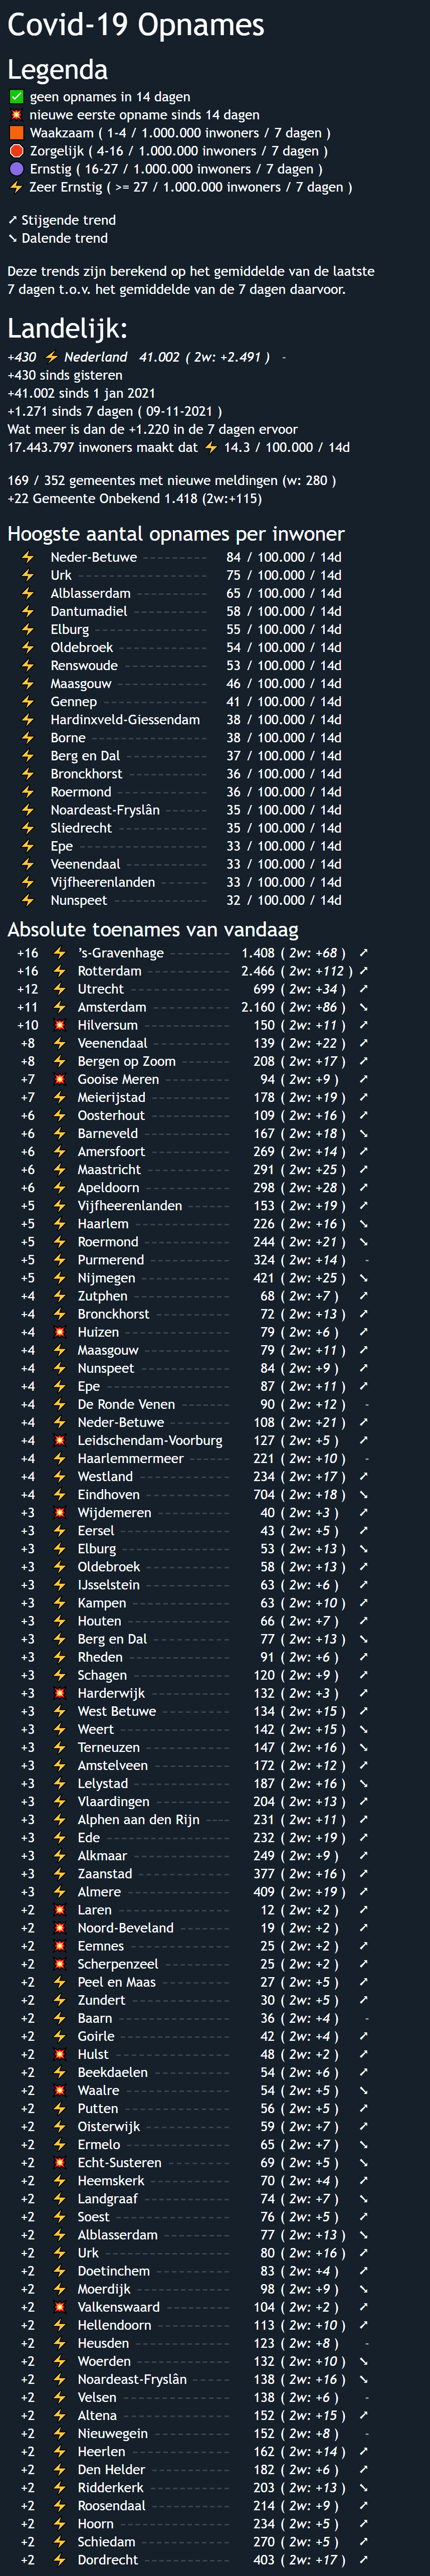 Covid-19 Opnames
Legenda
✅ geen opnames in 14 dagen
💥 nieuwe eerste opname sinds 14 dagen
🟧 Waakzaam ( 1-4 / 1.000.000 inwoners / 7 dagen )
🛑 Zorgelijk ( 4-16 / 1.000.000 inwoners / 7 dagen )
🟣 Ernstig ( 16-27 / 1.000.000 inwoners / 7 dagen )
⚡ Zeer Ernstig ( >= 27 / 1.000.000 inwoners / 7 dagen )
➚ Stijgende trend
➘ Dalende trend
Deze trends zijn berekend op het gemiddelde van de laatste
7 dagen t.o.v. het gemiddelde van de 7 dagen daarvoor.
Landelijk:
+430 ⚡ Nederland 41.002 ( 2w: +2.491 ) -
+430 sinds gisteren
+41.002 sinds 1 jan 2021
+1.271 sinds 7 dagen ( 09-11-2021 )
Wat meer is dan de +1.220 in de 7 dagen ervoor
17.443.797 inwoners maakt dat ⚡ 14.3 / 100.000 / 14d
169 / 352 gemeentes met nieuwe meldingen (w: 280 )
+22 Gemeente Onbekend 1.418 (2w:+115)
Hoogste aantal opnames per inwoner
⚡ Neder-Betuwe 84 / 100.000 / 14d
⚡ Urk 75 / 100.000 / 14d
⚡ Alblasserdam 65 / 100.000 / 14d
⚡ Dantumadiel 58 / 100.000 / 14d
⚡ Elburg 55 / 100.000 / 14d
⚡ Oldebroek 54 / 100.000 / 14d
⚡ Renswoude 53 / 100.000 / 14d
⚡ Maasgouw 46 / 100.000 / 14d
⚡ Gennep 41 / 100.000 / 14d
⚡ Hardinxveld-Giessendam 38 / 100.000 / 14d
⚡ Borne 38 / 100.000 / 14d
⚡ Berg en Dal 37 / 100.000 / 14d
⚡ Bronckhorst 36 / 100.000 / 14d
⚡ Roermond 36 / 100.000 / 14d
⚡ Noardeast-Fryslân 35 / 100.000 / 14d
⚡ Sliedrecht 35 / 100.000 / 14d
⚡ Epe 33 / 100.000 / 14d
⚡ Veenendaal 33 / 100.000 / 14d
⚡ Vijfheerenlanden 33 / 100.000 / 14d
⚡ Nunspeet 32 / 100.000 / 14d
Absolute toenames van vandaag
+16 ⚡ 's-Gravenhage 1.408 ( 2w: +68 ) ➚
+16 ⚡ Rotterdam 2.466 ( 2w: +112 ) ➚
+12 ⚡ Utrecht 699 ( 2w: +34 ) ➚
+11 ⚡ Amsterdam 2.160 ( 2w: +86 ) ➘
+10 💥 Hilversum 150 ( 2w: +11 ) ➚
+8 ⚡ Veenendaal 139 ( 2w: +22 ) ➚
+8 ⚡ Bergen op Zoom 208 ( 2w: +17 ) ➚
+7 💥 Gooise Meren 94 ( 2w: +9 ) ➚
+7 ⚡ Meierijstad 178 ( 2w: +19 ) ➚
+6 ⚡ Oosterhout 109 ( 2w: +16 ) ➚
+6 ⚡ Barneveld 167 ( 2w: +18 ) ➘
+6 ⚡ Amersfoort 269 ( 2w: +14 ) ➚
+6 ⚡ Maastricht 291 ( 2w: +25 ) ➚
+6 ⚡ Apeldoorn 298 ( 2w: +28 ) ➚
+5 ⚡ Vijfheerenlanden 153 ( 2w: +19 ) ➚
+5 ⚡ Haarlem 226 ( 2w: +16 ) ➘
+5 ⚡ Roermond 244 ( 2w: +21 ) ➘
+5 ⚡ Purmerend 324 ( 2w: +14 ) -
+5 ⚡ Nijmegen 421 ( 2w: +25 ) ➘
+4 ⚡ Zutphen 68 ( 2w: +7 ) ➚
+4 ⚡ Bronckhorst 72 ( 2w: +13 ) ➚
+4 💥 Huizen 79 ( 2w: +6 ) ➚
+4 ⚡ Maasgouw 79 ( 2w: +11 ) ➚
+4 ⚡ Nunspeet 84 ( 2w: +9 ) ➚
+4 ⚡ Epe 87 ( 2w: +11 ) ➚
+4 ⚡ De Ronde Venen 90 ( 2w: +12 ) -
+4 ⚡ Neder-Betuwe 108 ( 2w: +21 ) ➚
+4 💥 Leidschendam-Voorburg 127 ( 2w: +5 ) ➚
+4 ⚡ Haarlemmermeer 221 ( 2w: +10 ) -
+4 ⚡ Westland 234 ( 2w: +17 ) ➚
+4 ⚡ Eindhoven 704 ( 2w: +18 ) ➘
+3 💥 Wijdemeren 40 ( 2w: +3 ) ➚
+3 ⚡ Eersel 43 ( 2w: +5 ) ➚
+3 ⚡ Elburg 53 ( 2w: +13 ) ➘
+3 ⚡ Oldebroek 58 ( 2w: +13 ) ➚
+3 ⚡ IJsselstein 63 ( 2w: +6 ) ➚
+3 ⚡ Kampen 63 ( 2w: +10 ) ➚
+3 ⚡ Houten 66 ( 2w: +7 ) ➚
+3 ⚡ Berg en Dal 77 ( 2w: +13 ) ➘
+3 ⚡ Rheden 91 ( 2w: +6 ) ➚
+3 ⚡ Schagen 120 ( 2w: +9 ) ➚
+3 💥 Harderwijk 132 ( 2w: +3 ) ➚
+3 ⚡ West Betuwe 134 ( 2w: +15 ) ➚
+3 ⚡ Weert 142 ( 2w: +15 ) ➘
+3 ⚡ Terneuzen 147 ( 2w: +16 ) ➘
+3 ⚡ Amstelveen 172 ( 2w: +12 ) ➚
+3 ⚡ Lelystad 187 ( 2w: +16 ) ➘
+3 ⚡ Vlaardingen 204 ( 2w: +13 ) ➚
+3 ⚡ Alphen aan den Rijn 231 ( 2w: +11 ) ➚
+3 ⚡ Ede 232 ( 2w: +19 ) ➚
+3 ⚡ Alkmaar 249 ( 2w: +9 ) ➚
+3 ⚡ Zaanstad 377 ( 2w: +16 ) ➚
+3 ⚡ Almere 409 ( 2w: +19 ) ➚
+2 💥 Laren 12 ( 2w: +2 ) ➚
+2 💥 Noord-Beveland 19 ( 2w: +2 ) ➚
+2 💥 Eemnes 25 ( 2w: +2 ) ➚
+2 💥 Scherpenzeel 25 ( 2w: +2 ) ➚
+2 ⚡ Peel en Maas 27 ( 2w: +5 ) ➚
+2 ⚡ Zundert 30 ( 2w: +5 ) ➚
+2 ⚡ Baarn 36 ( 2w: +4 ) -
+2 ⚡ Goirle 42 ( 2w: +4 ) ➚
+2 💥 Hulst 48 ( 2w: +2 ) ➚
+2 ⚡ Beekdaelen 54 ( 2w: +6 ) ➚
+2 💥 Waalre 54 ( 2w: +5 ) ➘
+2 ⚡ Putten 56 ( 2w: +5 ) ➚
+2 ⚡ Oisterwijk 59 ( 2w: +7 ) ➚
+2 ⚡ Ermelo 65 ( 2w: +7 ) ➘
+2 💥 Echt-Susteren 69 ( 2w: +5 ) ➘
+2 ⚡ Heemskerk 70 ( 2w: +4 ) ➚
+2 ⚡ Landgraaf 74 ( 2w: +7 ) ➘
+2 ⚡ Soest 76 ( 2w: +5 ) ➚
+2 ⚡ Alblasserdam 77 ( 2w: +13 ) ➘
+2 ⚡ Urk 80 ( 2w: +16 ) ➚
+2 ⚡ Doetinchem 83 ( 2w: +4 ) ➚
+2 ⚡ Moerdijk 98 ( 2w: +9 ) ➘
+2 💥 Valkenswaard 104 ( 2w: +2 ) ➚
+2 ⚡ Hellendoorn 113 ( 2w: +10 ) ➚
+2 ⚡ Heusden 123 ( 2w: +8 ) -
+2 ⚡ Woerden 132 ( 2w: +10 ) ➘
+2 ⚡ Noardeast-Fryslân 138 ( 2w: +16 ) ➘
+2 ⚡ Velsen 138 ( 2w: +6 ) -
+2 ⚡ Altena 152 ( 2w: +15 ) ➚
+2 ⚡ Nieuwegein 152 ( 2w: +8 ) -
+2 ⚡ Heerlen 162 ( 2w: +14 ) ➚
+2 ⚡ Den Helder 182 ( 2w: +6 ) ➚
+2 ⚡ Ridderkerk 203 ( 2w: +13 ) ➘
+2 ⚡ Roosendaal 214 ( 2w: +9 ) ➚
+2 ⚡ Hoorn 234 ( 2w: +5 ) ➚
+2 ⚡ Schiedam 270 ( 2w: +5 ) ➚
+2 ⚡ Dordrecht 403 ( 2w: +17 ) ➚